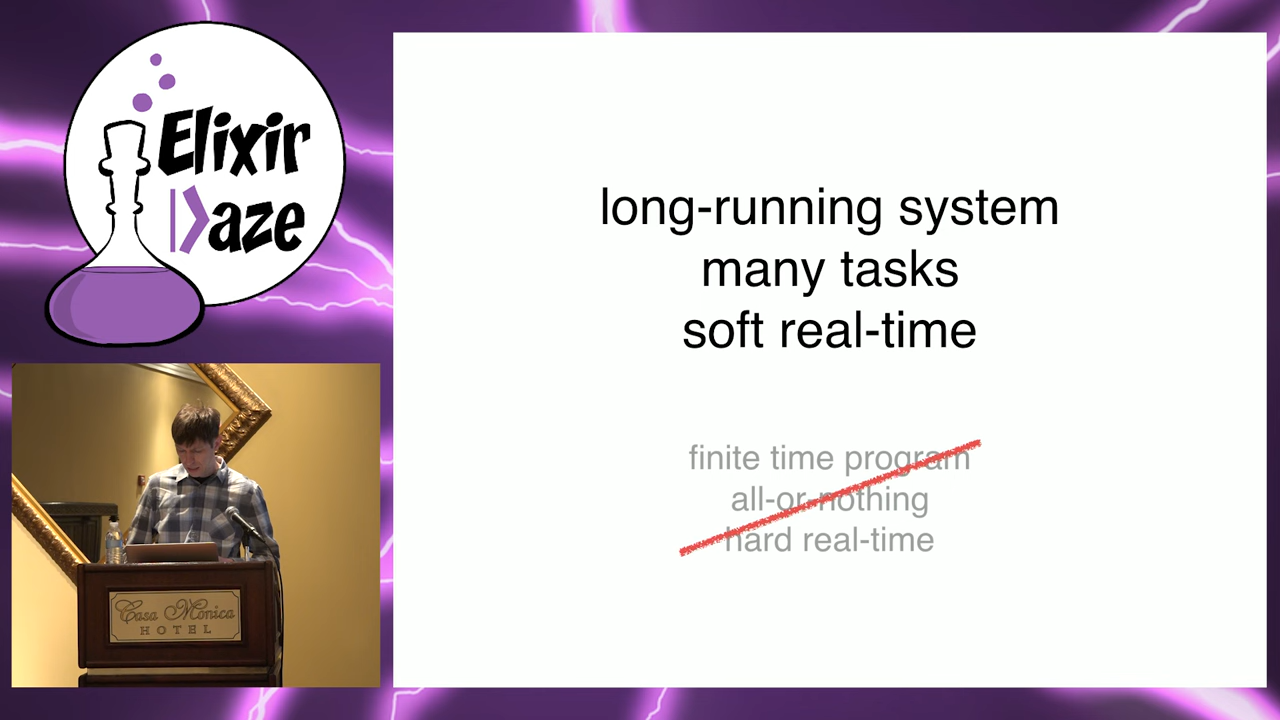 Elixir
Daze
long-running system
many tasks
soft real-time
finite time program
all-or-nothing
hard real-time
Casa Monica
HOTEL